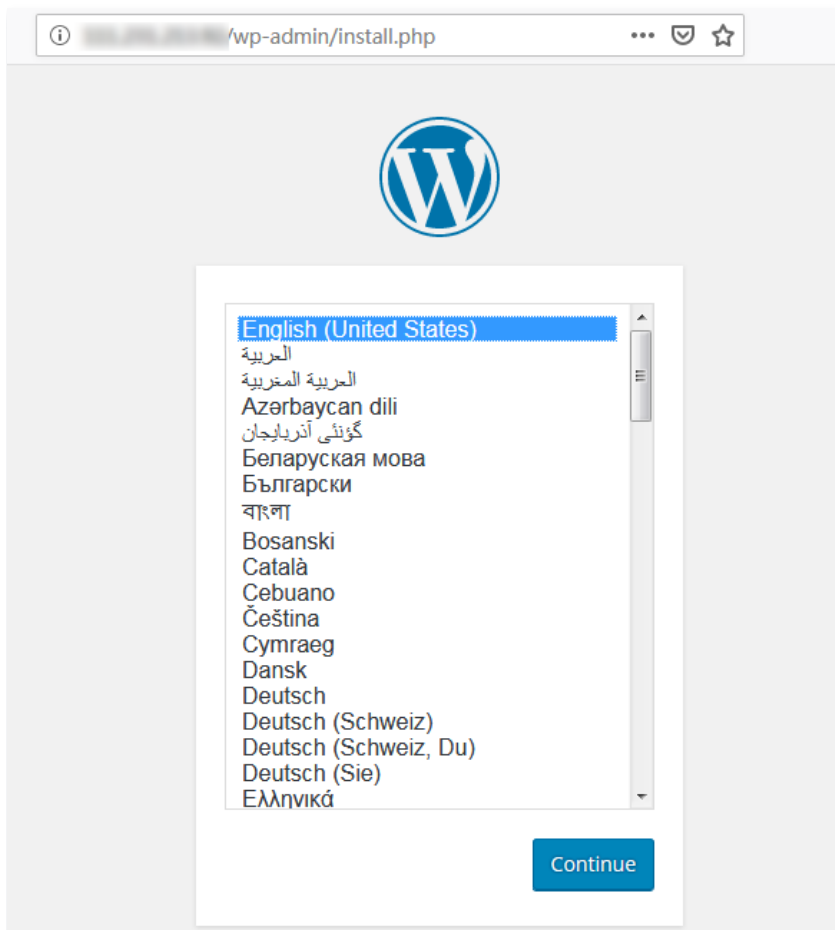 /wp-admin/install.php
English (United States)
العربية
العربية المغربية
Azərbaycan dili
گؤنئی آذربایجان
Беларуская мова
Български
বাংলা
Bosanski
Català
Cebuano
Čeština
Cymraeg
Dansk
Deutsch
Deutsch (Schweiz)
Deutsch (Schweiz, Du)
Deutsch (Sie)
Ελληνικά
Continue